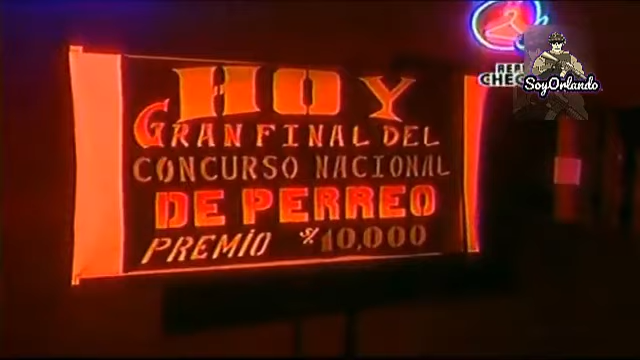 HOY
GRAN FINAL DEL
CONCURSO NACIONAL
DE PERREO
PREMIO S/. 10,000
SoyOrlando